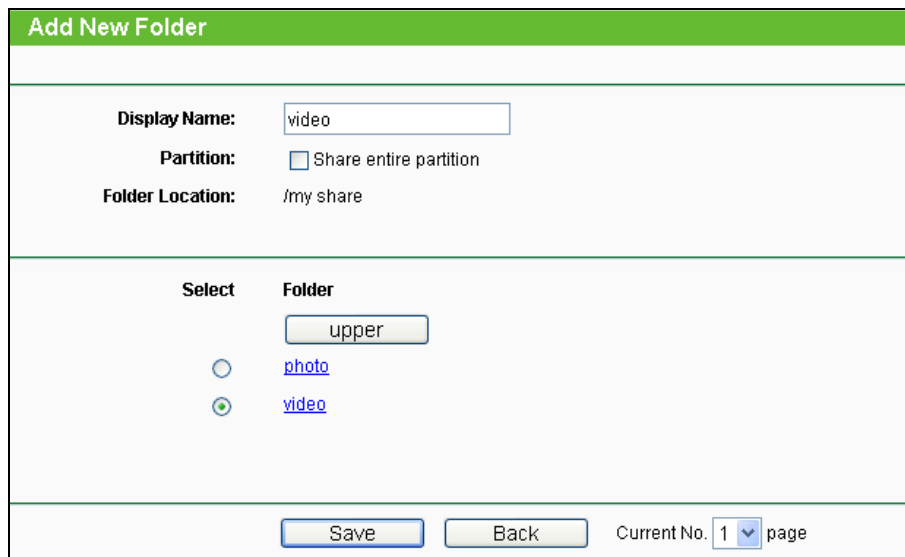 Add New Folder
Display Name: video
Partition: Share entire partition
Folder Location: /my share
Select Folder
upper
photo
video
Save Back Current No. 1 page